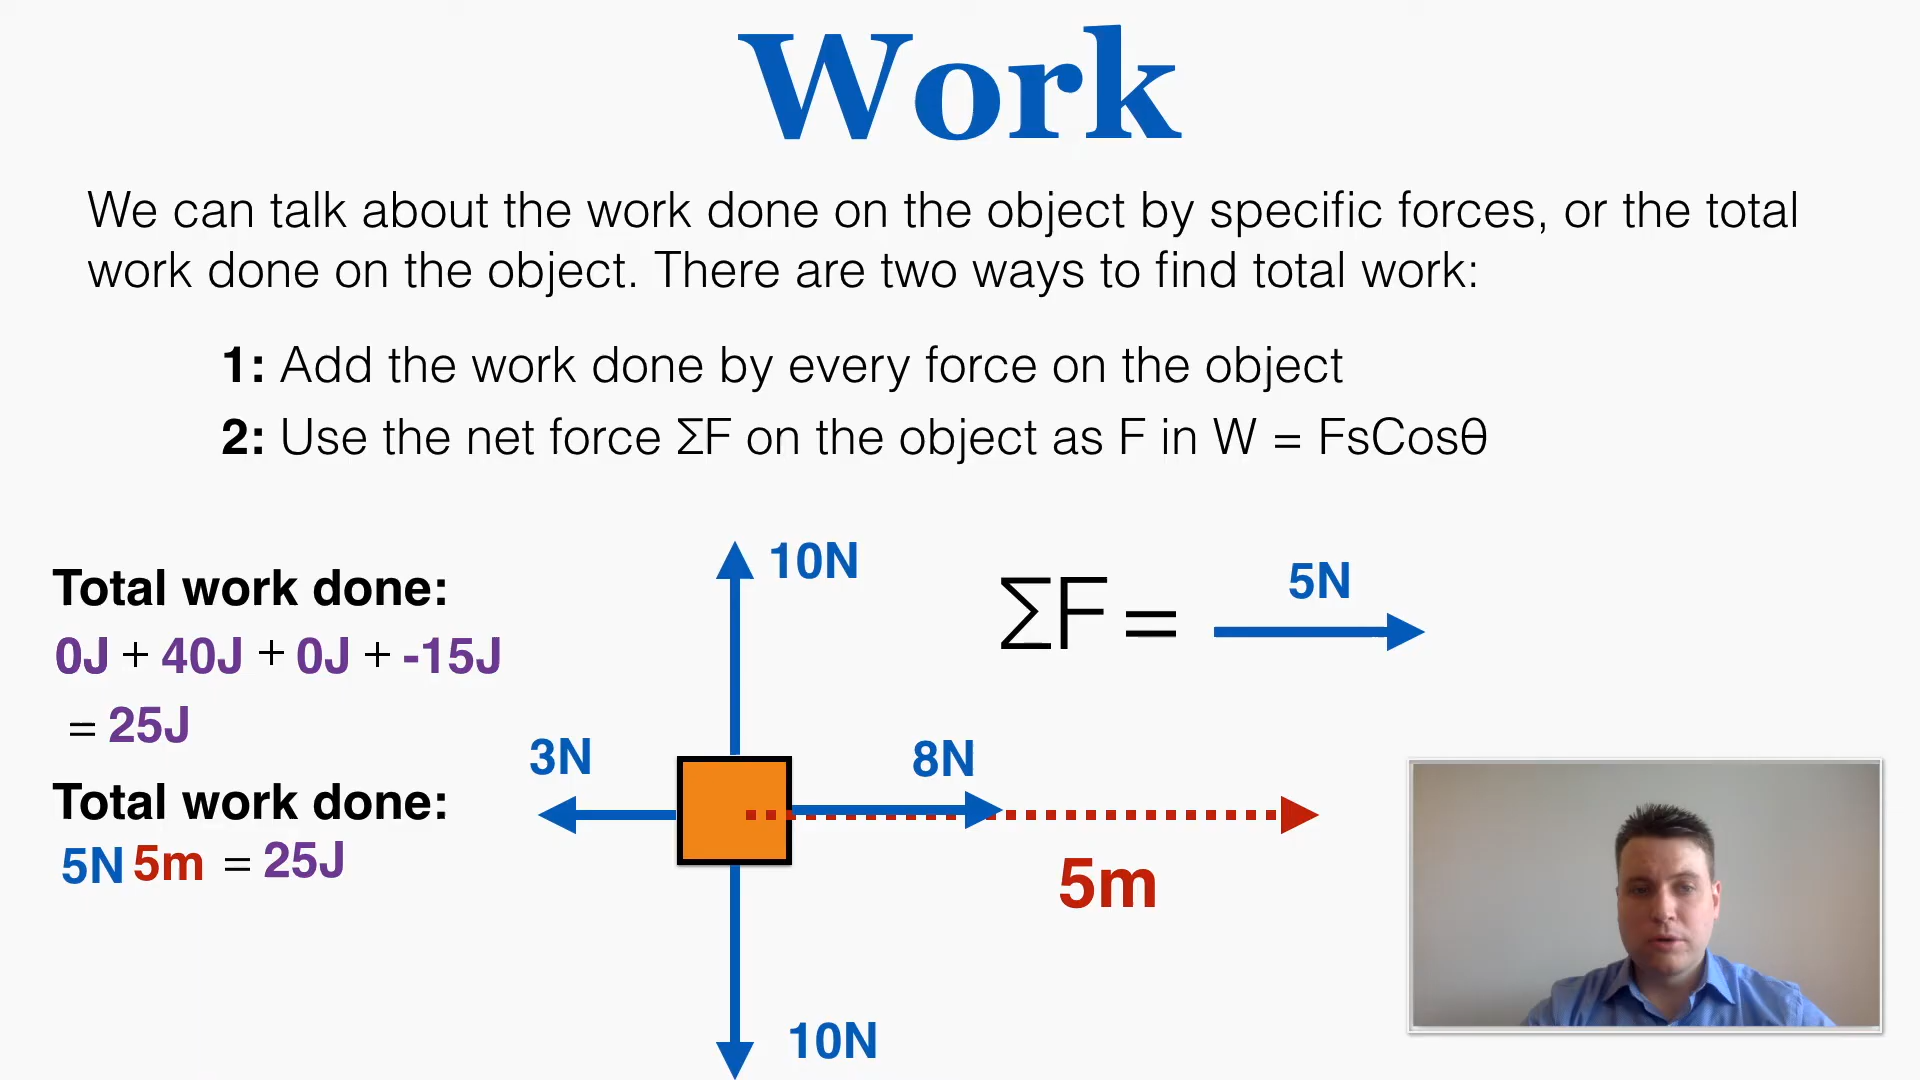 Work
We can talk about the work done on the object by specific forces, or the total
work done on the object. There are two ways to find total work:
1: Add the work done by every force on the object
2: Use the net force ΣF on the object as F in W = FsCosθ
Total work done:
0J + 40J + 0J + -15J
= 25J
Total work done:
5N 5m = 25J
10N
3N
8N
5m
10N
ΣF =
5N